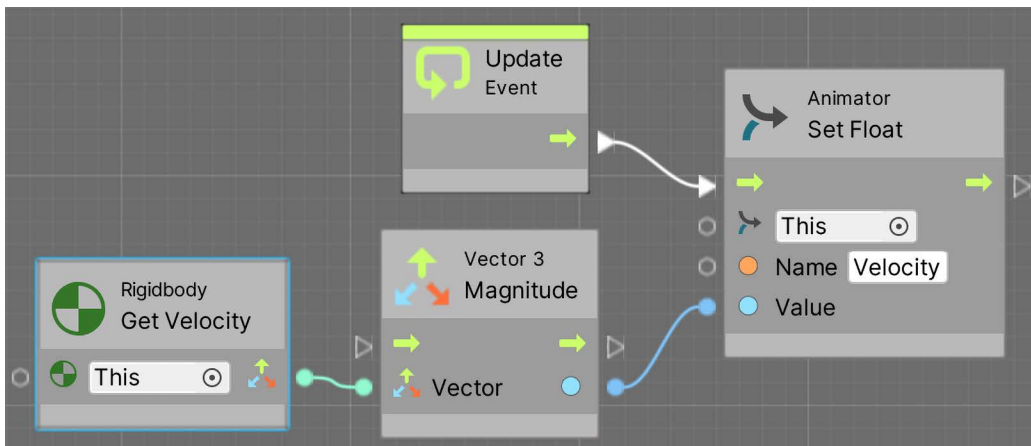 Update
Event
Animator
Set Float
This
Name Velocity
Value
Vector 3
Magnitude
Vector
Rigidbody
Get Velocity
This